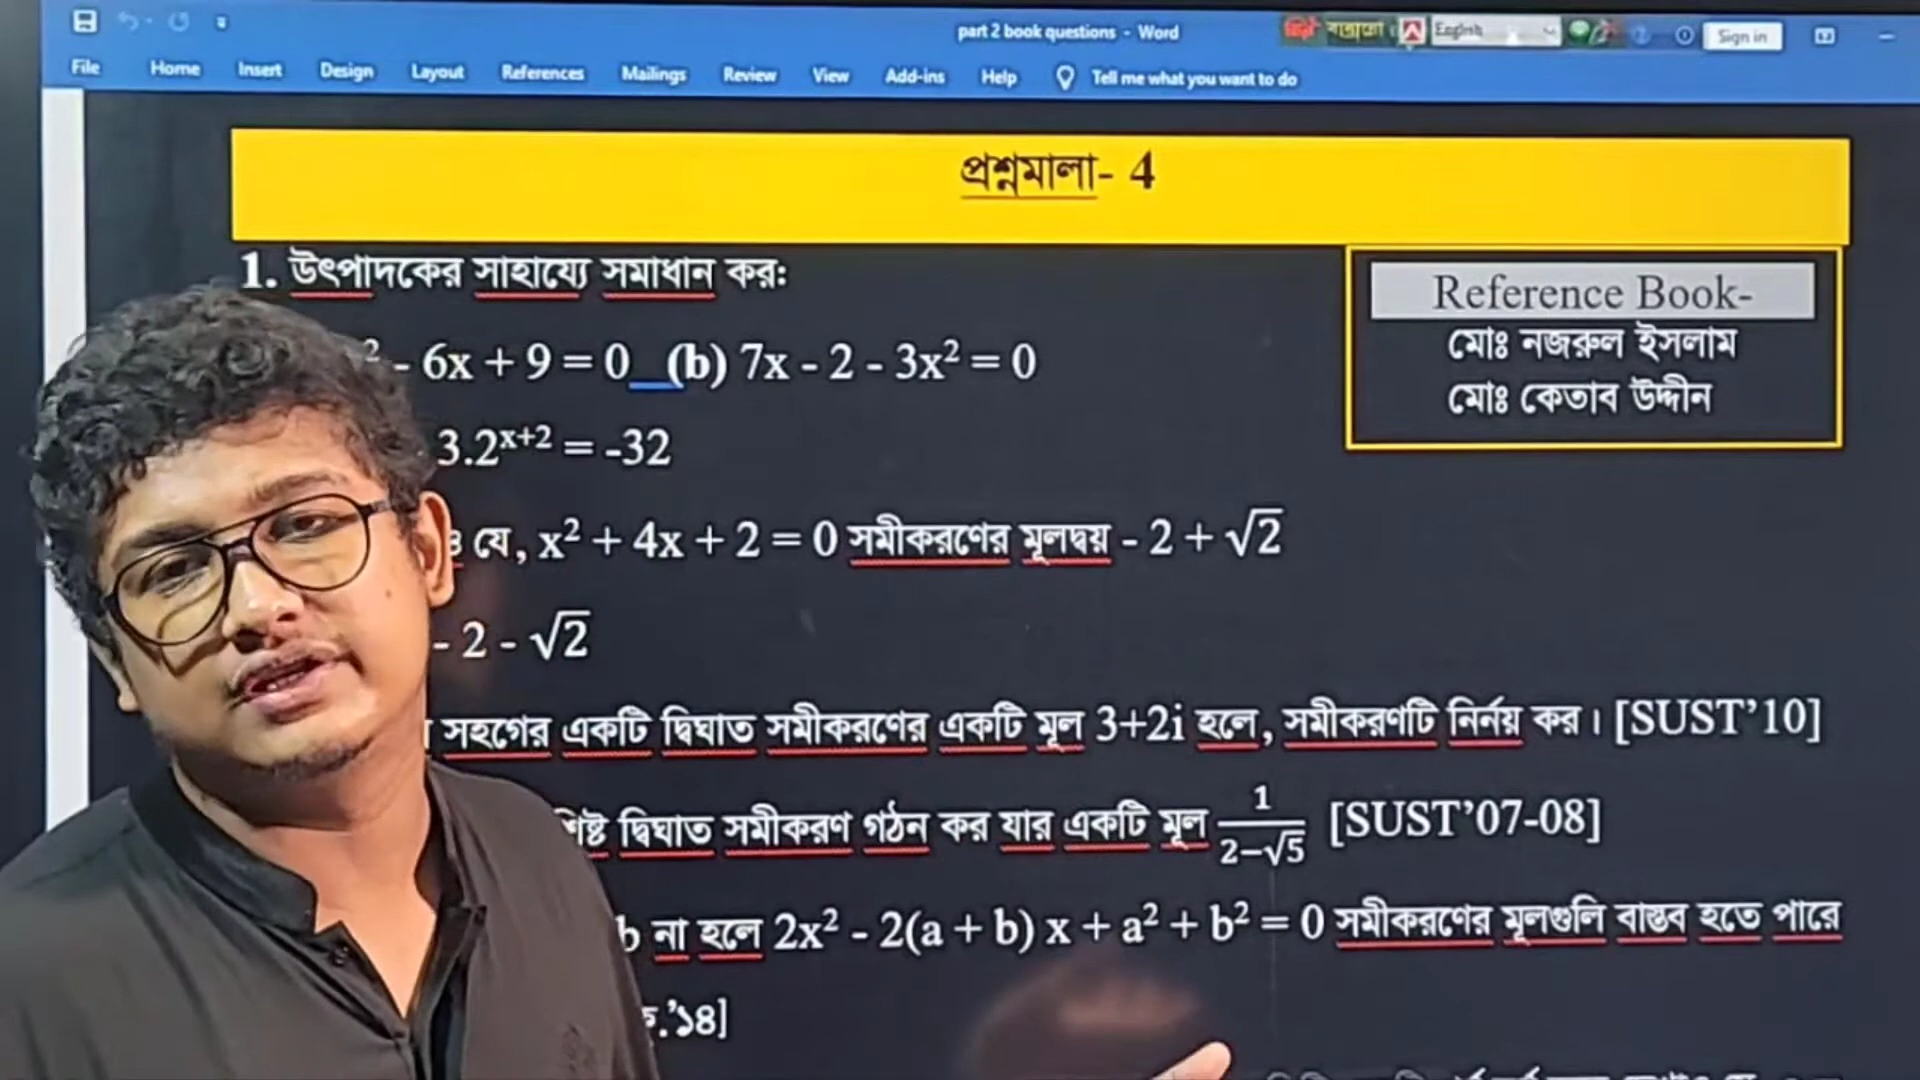 part 2 book questions - Word
English
Sign in
File Home Insert Design Layout References Mailings Review View Add-ins Help Tell me what you want to do
প্রশ্নমালা- 4
1. উৎপাদকের সাহায্যে সমাধান কর:
Reference Book-
মোঃ নজরুল ইসলাম
মোঃ কেতাব উদ্দীন
² - 6x + 9 = 0 (b) 7x - 2 - 3x² = 0
3.2ˣ⁺² = -32
যে, x² + 4x + 2 = 0 সমীকরণের মূলদ্বয় - 2 + √2
- 2 - √2
সহগের একটি দ্বিঘাত সমীকরণের একটি মূল 3+2i হলে, সমীকরণটি নির্নয় কর। [SUST’10]
দ্বিঘাত সমীকরণ গঠন কর যার একটি মূল 1/(2−√5) [SUST’07-08]
b না হলে 2x² - 2(a + b) x + a² + b² = 0 সমীকরণের মূলগুলি বাস্তব হতে পারে
.’১৪]